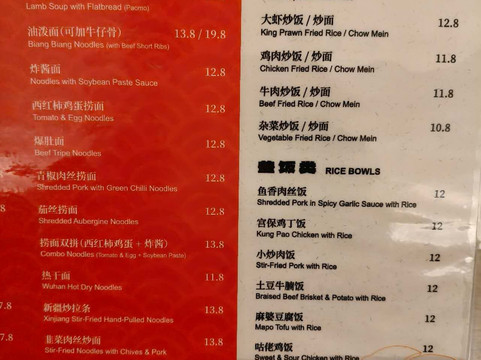 Lamb Soup with Flatbread (Paomo)
油泼面(可加牛仔骨) 13.8 / 19.8
Biang Biang Noodles (with Beef Short Ribs)
炸酱面 12.8
Noodles with Soybean Paste Sauce
西红柿鸡蛋捞面 12.8
Tomato & Egg Noodles
爆肚面 12.8
Beef Tripe Noodles
青椒肉丝捞面 12.8
Shredded Pork with Green Chilli Noodles
茄丝捞面 12.8
Shredded Aubergine Noodles
捞面双拼(西红柿鸡蛋 + 炸酱) 13.8
Combo Noodles (Tomato & Egg + Soybean Paste)
热干面 11.8
Wuhan Hot Dry Noodles
新疆炒拉条 13.8
Xinjiang Stir-Fried Hand-Pulled Noodles
韭菜肉丝炒面 13.8
Stir-Fried Noodles with Chives & Pork
大虾炒饭 / 炒面 12.8
King Prawn Fried Rice / Chow Mein
鸡肉炒饭 / 炒面 11.8
Chicken Fried Rice / Chow Mein
牛肉炒饭 / 炒面 11.8
Beef Fried Rice / Chow Mein
杂菜炒饭 / 炒面 10.8
Vegetable Fried Rice / Chow Mein
RICE BOWLS
鱼香肉丝饭 12
Shredded Pork in Spicy Garlic Sauce with Rice
宫保鸡丁饭 12
Kung Pao Chicken with Rice
小炒肉饭 12
Stir-Fried Pork with Rice
土豆牛腩饭 12
Braised Beef Brisket & Potato with Rice
麻婆豆腐饭 12
Mapo Tofu with Rice
咕咾鸡饭 12
Sweet & Sour Chicken with Rice